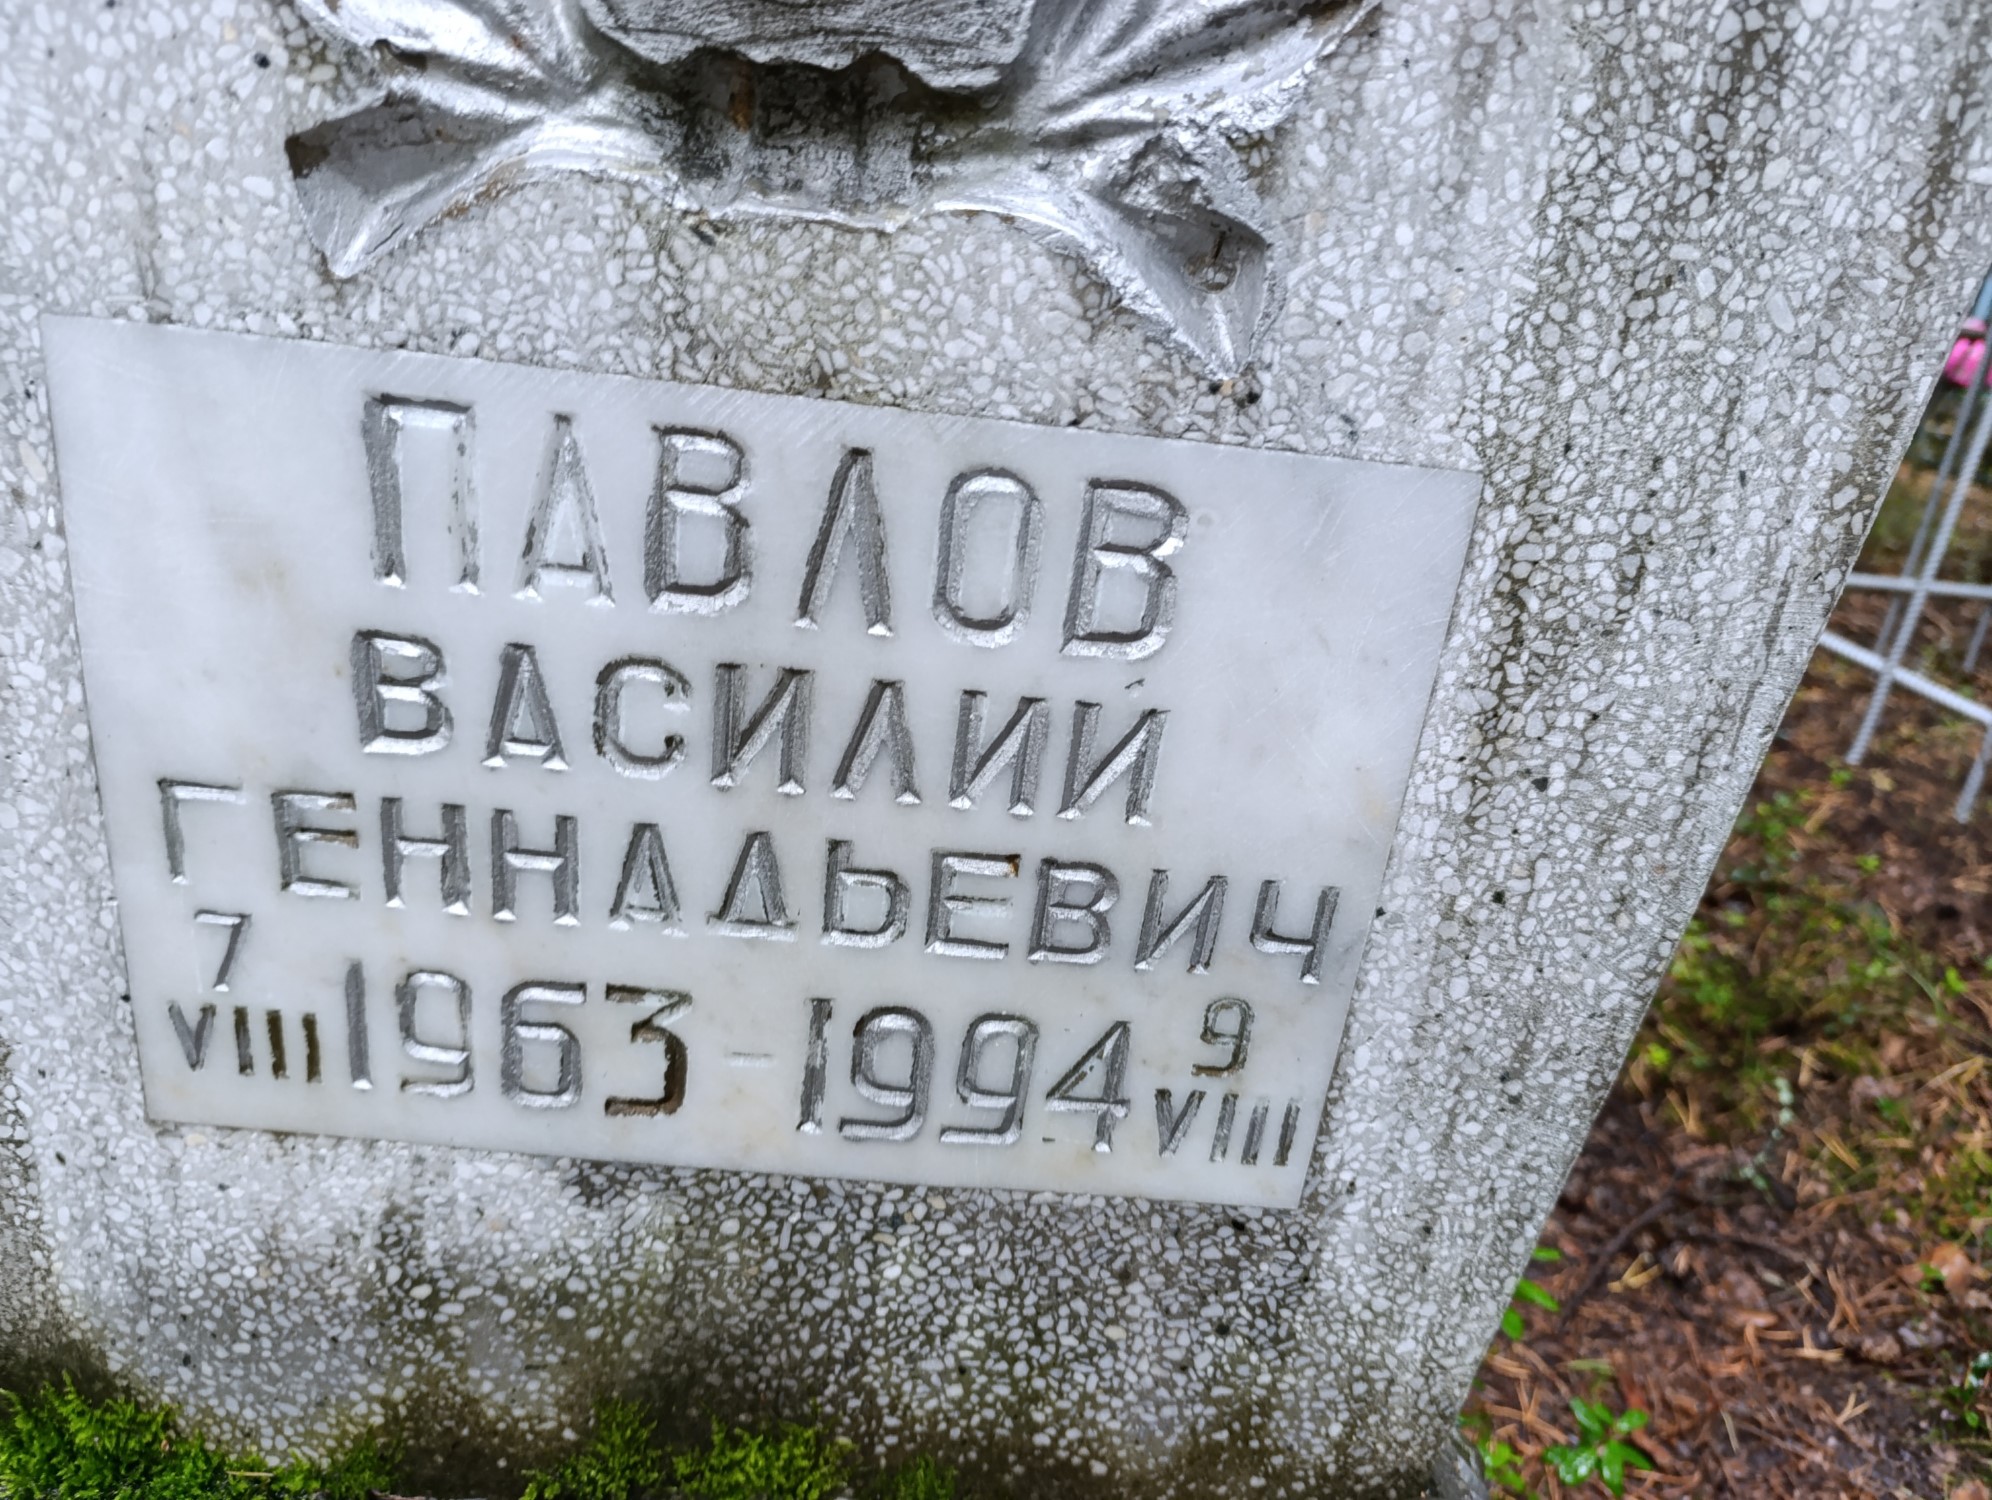 ПАВЛОВ
ВАСИЛИЙ
ГЕННАДЬЕВИЧ
7 VIII 1963 - 1994 9 VIII